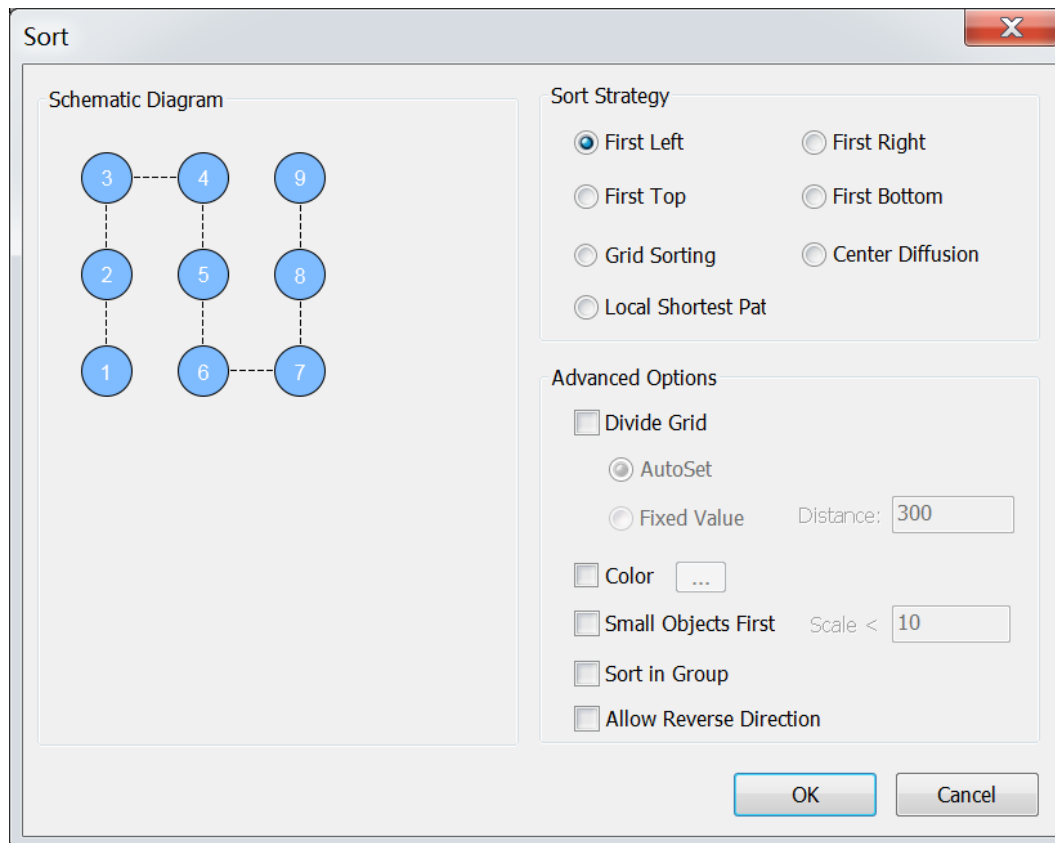 Sort
Schematic Diagram
3 4 9
2 5 8
1 6 7
Sort Strategy
First Left
First Right
First Top
First Bottom
Grid Sorting
Center Diffusion
Local Shortest Pat
Advanced Options
Divide Grid
AutoSet
Fixed Value
Distance: 300
Color ...
Small Objects First
Scale < 10
Sort in Group
Allow Reverse Direction
OK
Cancel